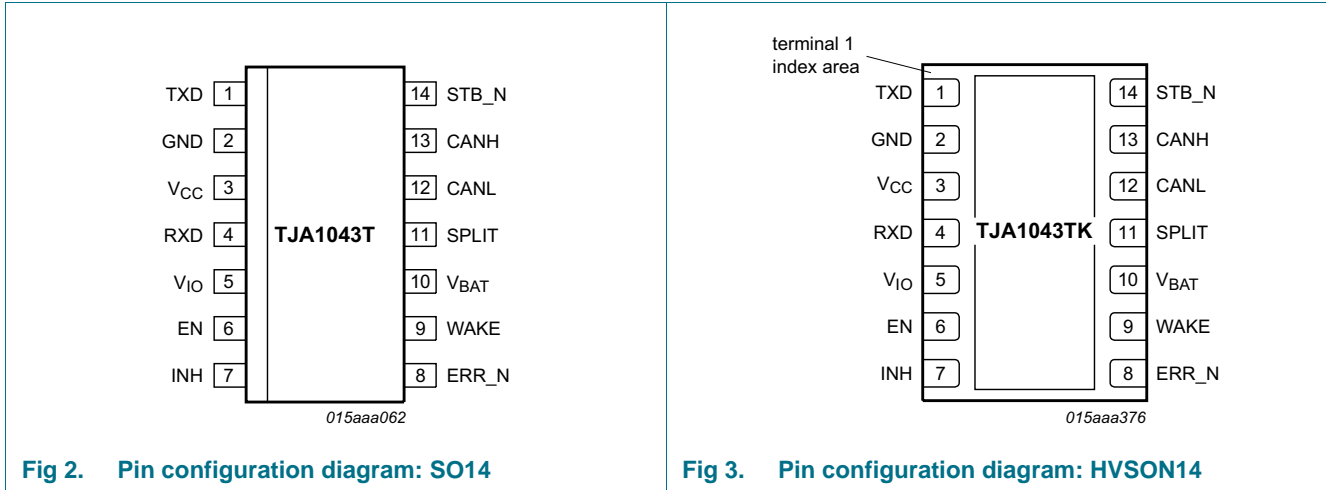 TXD 1 14 STB_N
GND 2 13 CANH
VCC 3 12 CANL
RXD 4 TJA1043T 11 SPLIT
VIO 5 10 VBAT
EN 6 9 WAKE
INH 7 8 ERR_N
015aaa062
Fig 2. Pin configuration diagram: SO14
terminal 1
index area
TXD 1 14 STB_N
GND 2 13 CANH
VCC 3 12 CANL
RXD 4 TJA1043TK 11 SPLIT
VIO 5 10 VBAT
EN 6 9 WAKE
INH 7 8 ERR_N
015aaa376
Fig 3. Pin configuration diagram: HVSON14